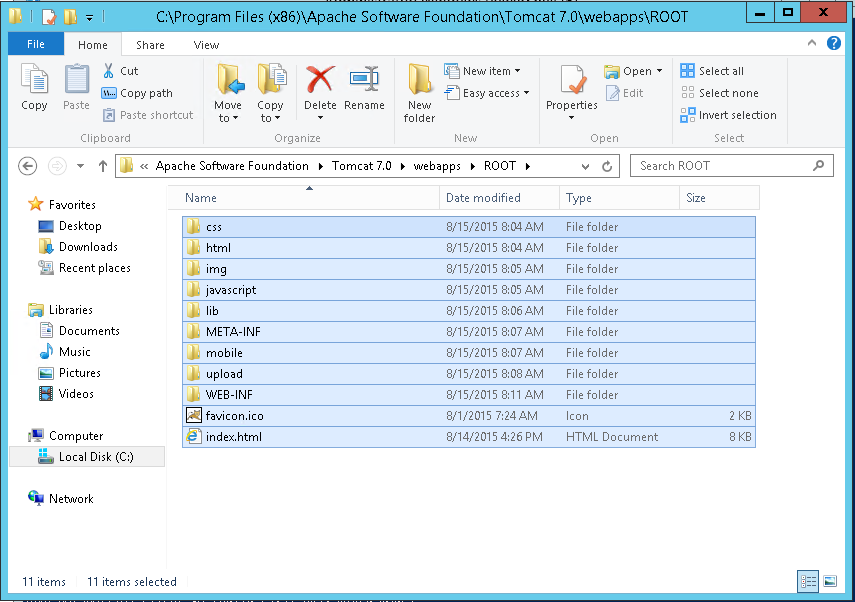 C:\Program Files (x86)\Apache Software Foundation\Tomcat 7.0\webapps\ROOT
File Home Share View
Copy Paste Cut Copy path Paste shortcut
Clipboard
Move to Copy to Delete Rename
Organize
New folder New item Easy access
New
Properties Open Edit
Open
Select all Select none Invert selection
Select
« Apache Software Foundation Tomcat 7.0 webapps ROOT Search ROOT
Name Date modified Type Size
Favorites
Desktop
Downloads
Recent places
Libraries
Documents
Music
Pictures
Videos
Computer
Local Disk (C:)
Network
css 8/15/2015 8:04 AM File folder
html 8/15/2015 8:04 AM File folder
img 8/15/2015 8:05 AM File folder
javascript 8/15/2015 8:05 AM File folder
lib 8/15/2015 8:06 AM File folder
META-INF 8/15/2015 8:07 AM File folder
mobile 8/15/2015 8:07 AM File folder
upload 8/15/2015 8:08 AM File folder
WEB-INF 8/15/2015 8:11 AM File folder
favicon.ico 8/1/2015 7:24 AM Icon 2 KB
index.html 8/14/2015 4:26 PM HTML Document 8 KB
11 items 11 items selected